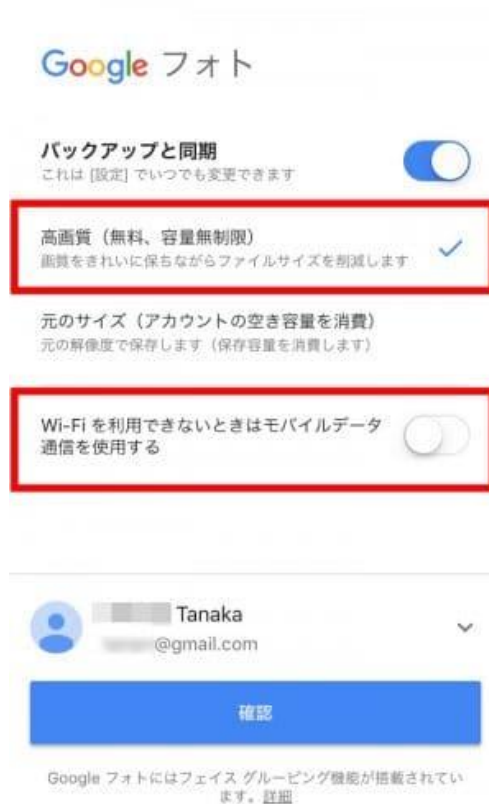 Google フォト
バックアップと同期
これは [設定] でいつでも変更できます
高画質（無料、容量無制限）
画質をきれいに保ちながらファイルサイズを削減します
元のサイズ（アカウントの空き容量を消費）
元の解像度で保存します（保存容量を消費します）
Wi-Fi を利用できないときはモバイルデータ
通信を使用する
Tanaka
@gmail.com
確認
Google フォトにはフェイス グルーピング機能が搭載されてい
ます。詳細